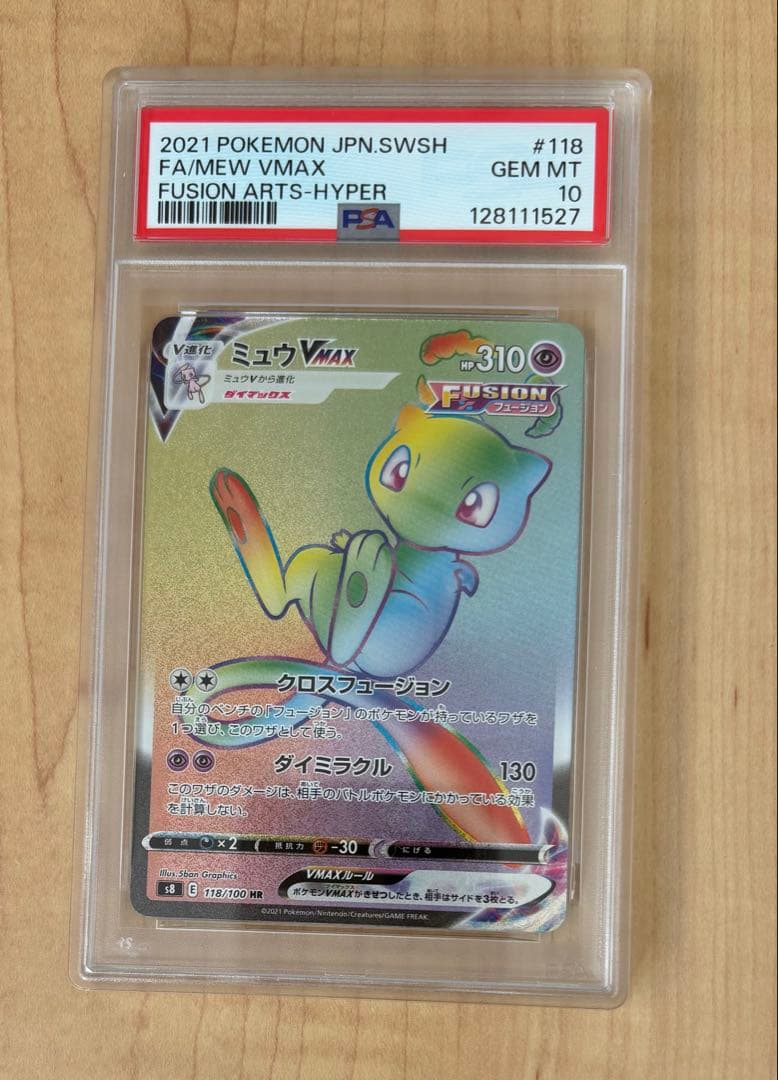 2021 POKEMON JPN.SWSH #118
FA/MEW VMAX GEM MT
FUSION ARTS-HYPER 10
PSA 128111527
V進化 ミュウVMAX HP310
ミュウVから進化
ダイマックス
FUSION
フュージョン
クロスフュージョン
自分のベンチの「フュージョン」のポケモンが持っているワザを
1つ選び、このワザとして使う。
ダイミラクル 130
このワザのダメージは、相手のバトルポケモンにかかっている効果
を計算しない。
弱点 ×2 抵抗力 -30 にげる
Illus. 5ban Graphics
VMAXルール
s8 E 118/100 HR
ポケモンVMAXがきぜつしたとき、相手はサイドを3枚とる。
©2021 Pokémon/Nintendo/Creatures/GAME FREAK.